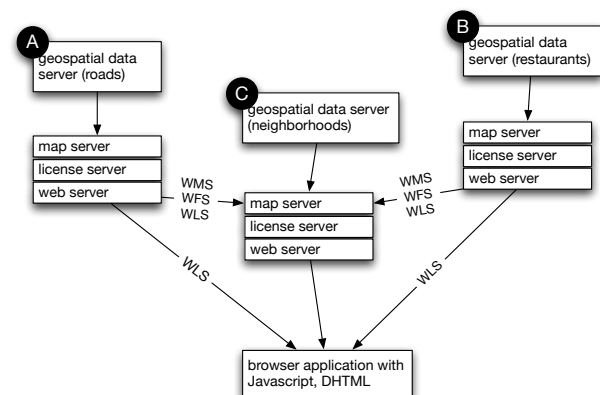 A
geospatial data
server (roads)
map server
license server
web server
B
geospatial data
server (restaurants)
map server
license server
web server
C
geospatial data server
(neighborhoods)
map server
license server
web server
WMS
WFS
WLS
WMS
WFS
WLS
WLS
WLS
browser application with
Javascript, DHTML